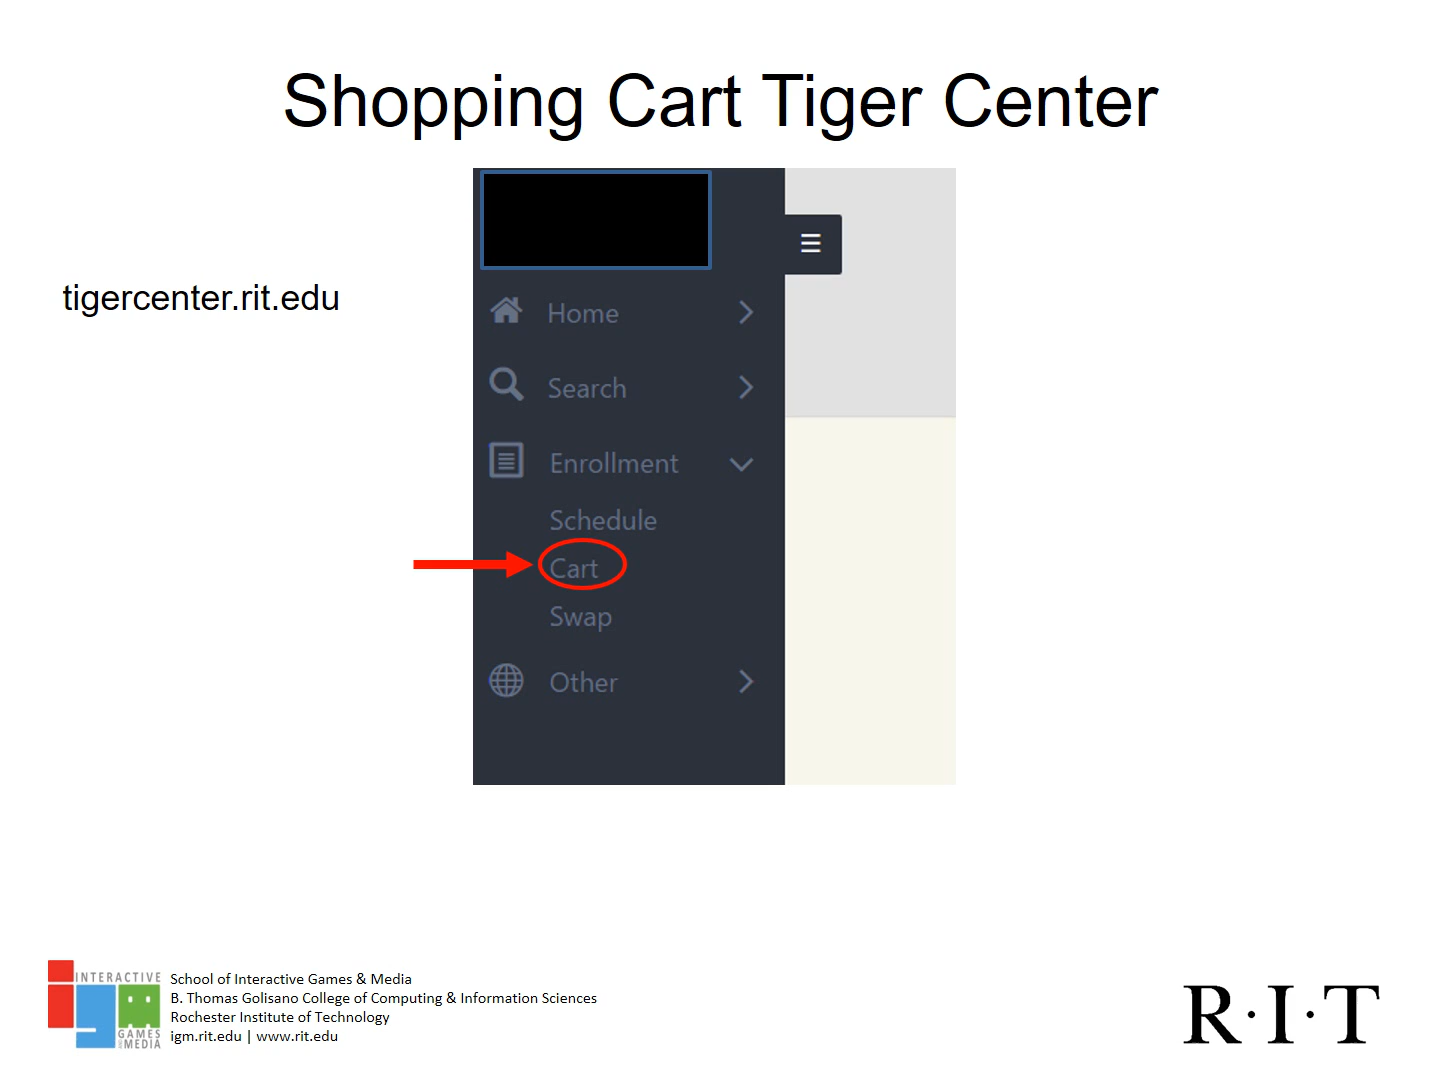 Shopping Cart Tiger Center
tigercenter.rit.edu
Home
Search
Enrollment
Schedule
Cart
Swap
Other
INTERACTIVE
GAMES
AND MEDIA
School of Interactive Games & Media
B. Thomas Golisano College of Computing & Information Sciences
Rochester Institute of Technology
igm.rit.edu | www.rit.edu
R·I·T